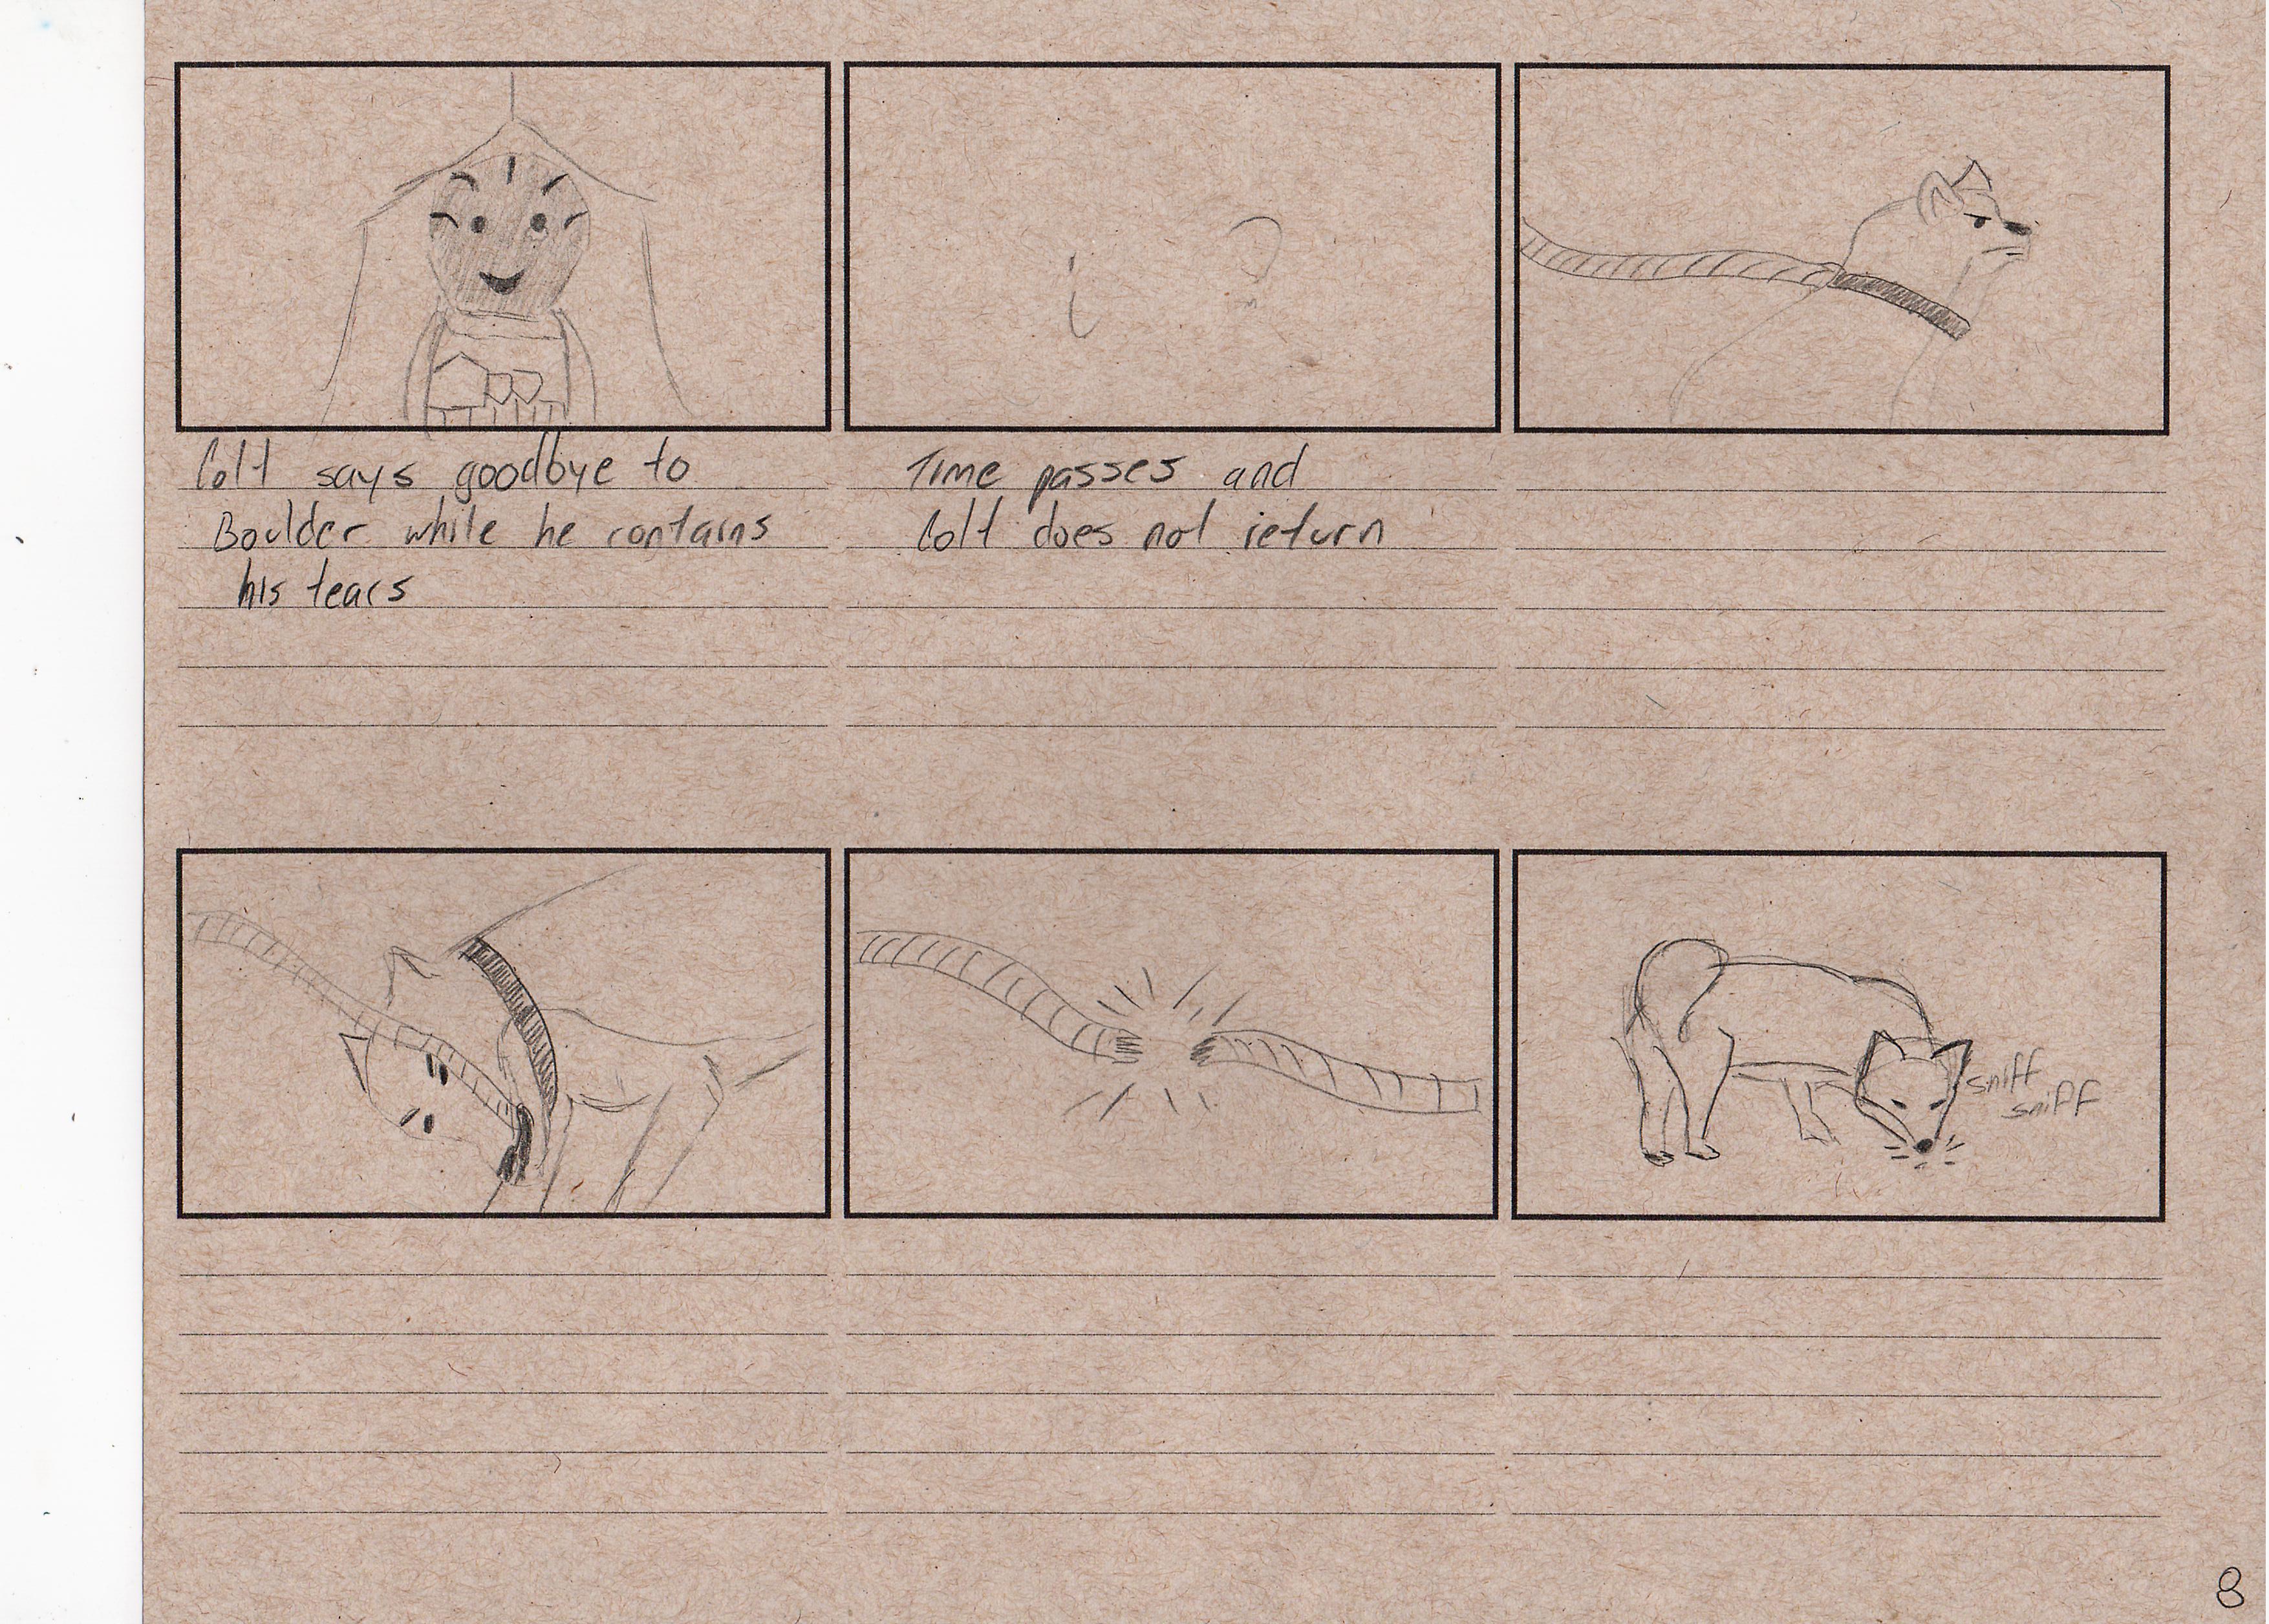 Colt says goodbye to
Boulder while he contains
his tears
Time passes and
Colt does not return
sniff
sniff
8